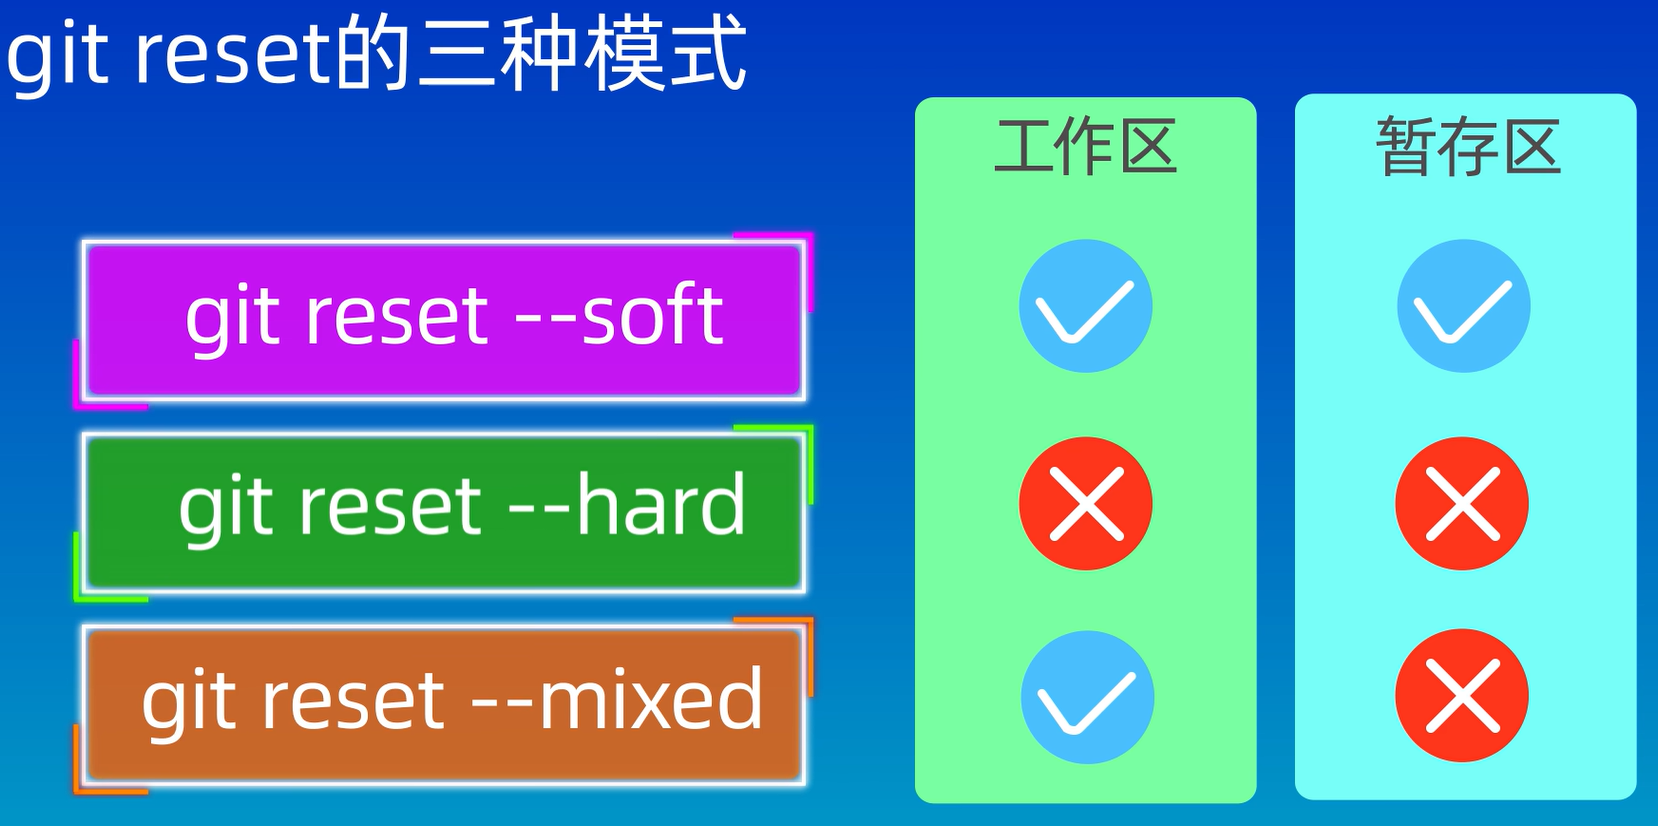 git reset的三种模式
工作区
暂存区
git reset --soft
git reset --hard
git reset --mixed